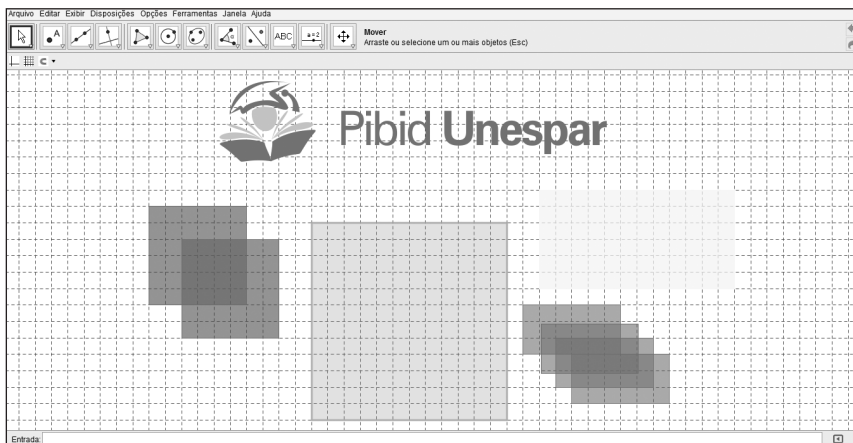 Arquivo Editar Exibir Disposições Opções Ferramentas Janela Ajuda
A
α
ABC
a=2
Mover
Arraste ou selecione um ou mais objetos (Esc)
Pibid Unespar
Entrada: